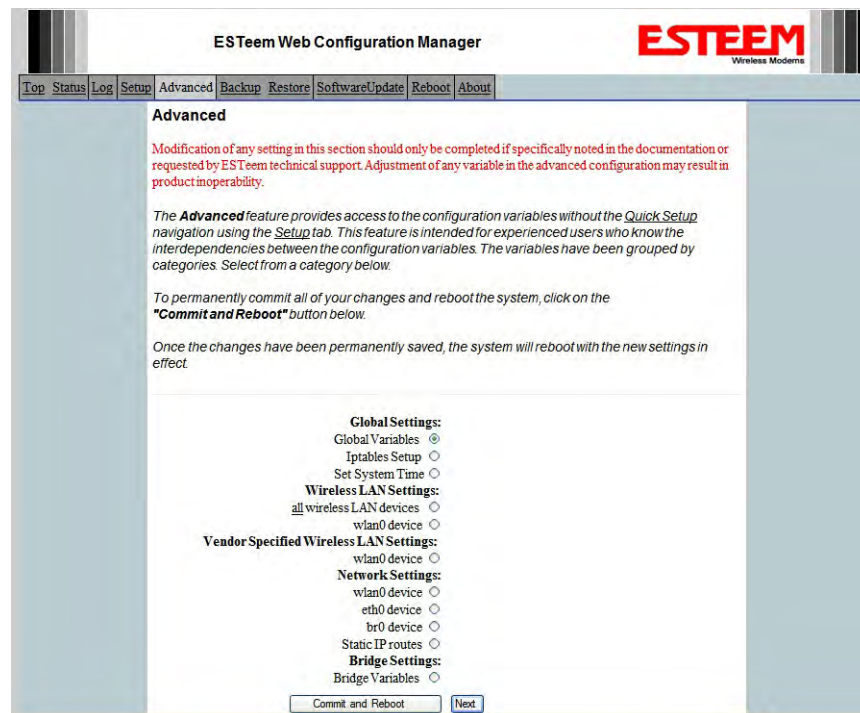 ESTeem Web Configuration Manager
ESTEEM
Wireless Modems
Top Status Log Setup Advanced Backup Restore SoftwareUpdate Reboot About
Advanced
Modification of any setting in this section should only be completed if specifically noted in the documentation or
requested by ESTeem technical support. Adjustment of any variable in the advanced configuration may result in
product inoperability.
The Advanced feature provides access to the configuration variables without the Quick Setup
navigation using the Setup tab. This feature is intended for experienced users who know the
interdependencies between the configuration variables. The variables have been grouped by
categories. Select from a category below.
To permanently commit all of your changes and reboot the system, click on the
"Commit and Reboot" button below.
Once the changes have been permanently saved, the system will reboot with the new settings in
effect.
Global Settings:
Global Variables
Iptables Setup
Set System Time
Wireless LAN Settings:
all wireless LAN devices
wlan0 device
Vendor Specified Wireless LAN Settings:
wlan0 device
Network Settings:
wlan0 device
eth0 device
br0 device
Static IP routes
Bridge Settings:
Bridge Variables
Commit and Reboot Next